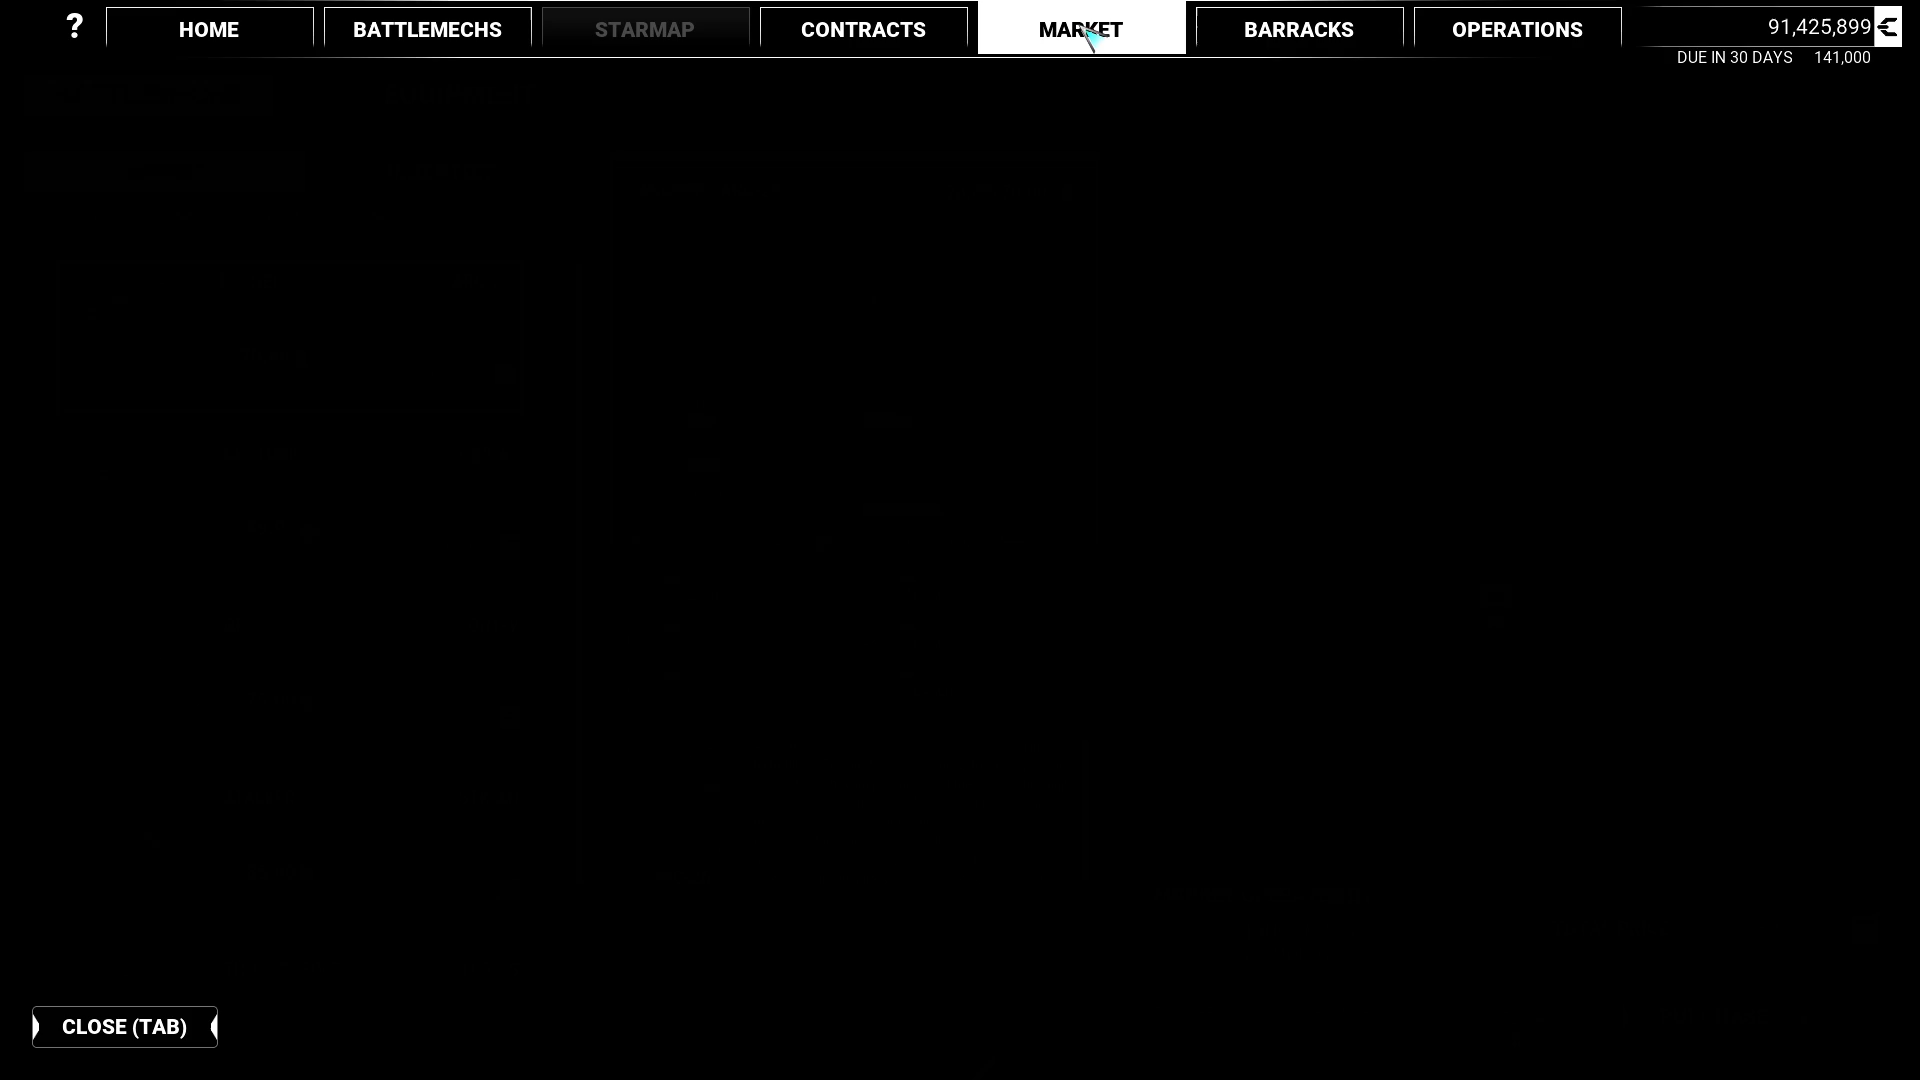 ?
HOME
BATTLEMECHS
STARMAP
CONTRACTS
MARKET
BARRACKS
OPERATIONS
91,425,899
DUE IN 30 DAYS 141,000
CLOSE (TAB)